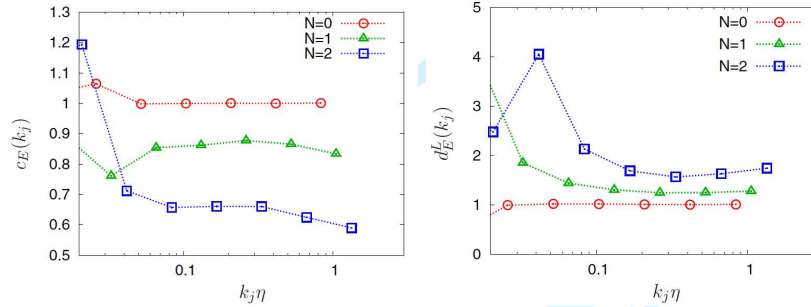 1.3
1.2
1.1
1
0.9
0.8
0.7
0.6
0.5
c_E(k_j)
N=0
N=1
N=2
0.1
1
k_jη
5
4
3
2
1
0
d_E^L(k_j)
N=0
N=1
N=2
0.1
1
k_jη